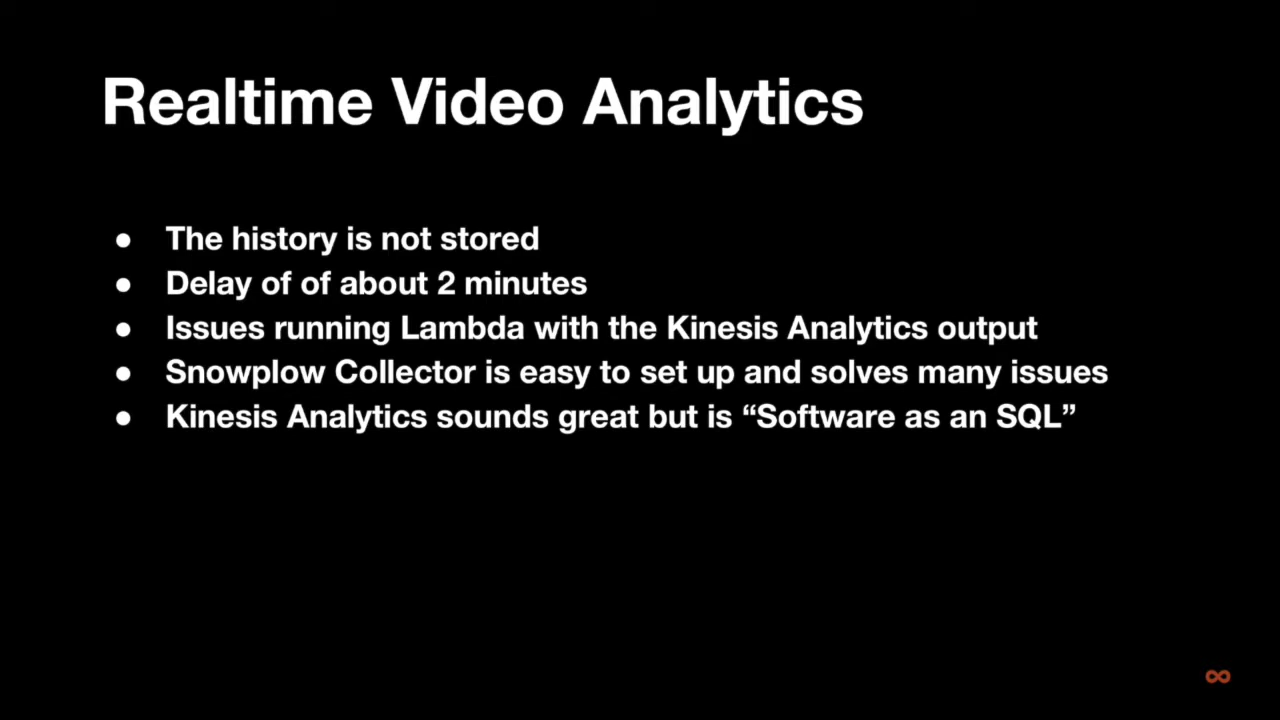 Realtime Video Analytics
● The history is not stored
● Delay of of about 2 minutes
● Issues running Lambda with the Kinesis Analytics output
● Snowplow Collector is easy to set up and solves many issues
● Kinesis Analytics sounds great but is “Software as an SQL”